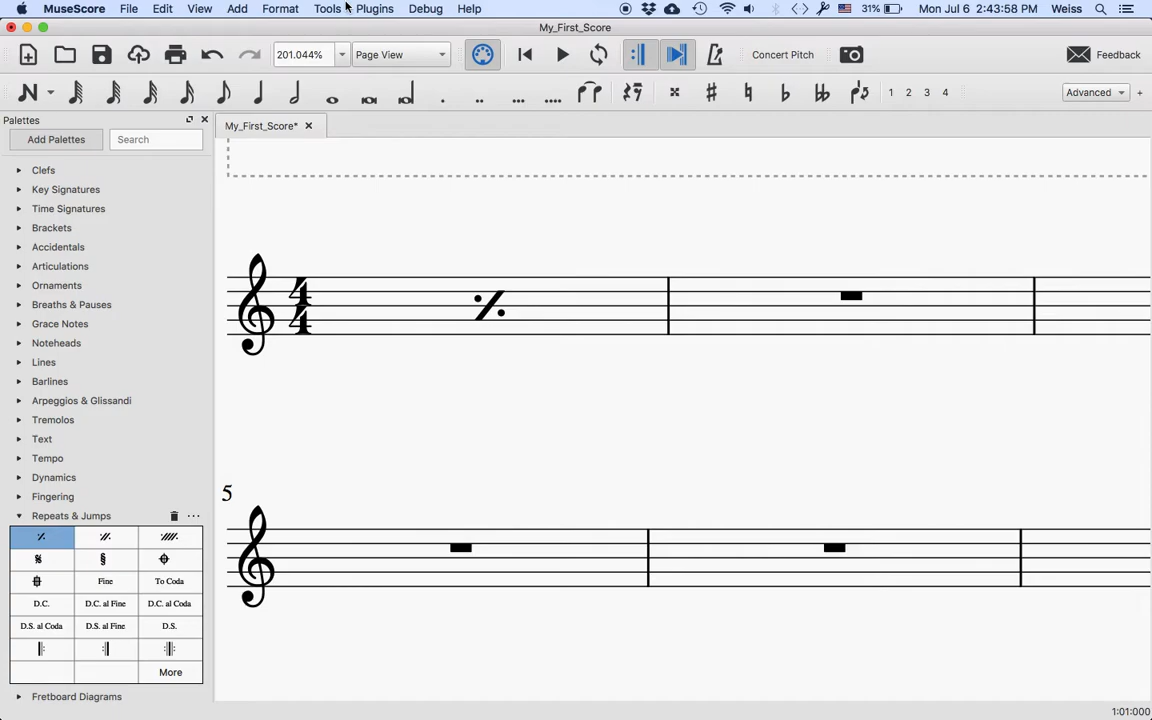 MuseScore File Edit View Add Format Tools Plugins Debug Help 31% Mon Jul 6 2:43:58 PM Weiss
My_First_Score
201.044% Page View Concert Pitch Feedback
1 2 3 4 Advanced +
Palettes
My_First_Score*
Add Palettes Search
Clefs
Key Signatures
Time Signatures
Brackets
Accidentals
Articulations
Ornaments
Breaths & Pauses
Grace Notes
Noteheads
Lines
Barlines
Arpeggios & Glissandi
Tremolos
Text
Tempo
Dynamics
Fingering
Repeats & Jumps
Fine To Coda
D.C. D.C. al Fine D.C. al Coda
D.S. al Coda D.S. al Fine D.S.
More
Fretboard Diagrams
4
4
5
1:01:000